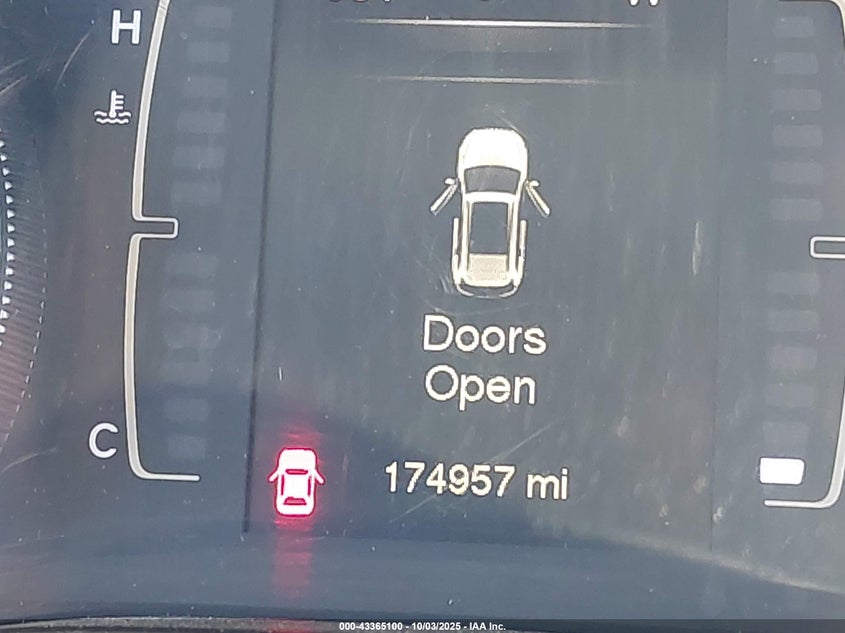 H
Doors
Open
C
174957 mi
000-43365100 - 10/03/2025 - IAA Inc.